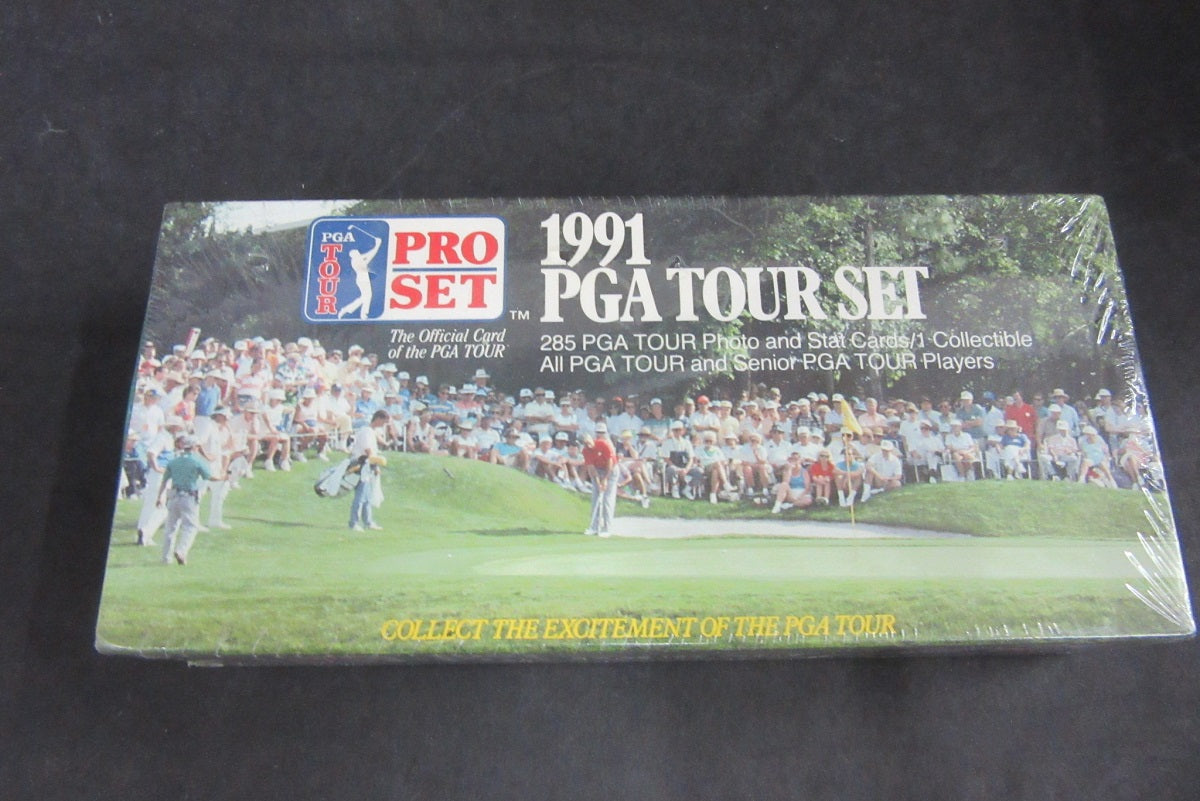 PGA
TOUR
PRO
SET
TM
The Official Card
of the PGA TOUR
1991
PGA TOUR SET
285 PGA TOUR Photo and Stat Cards/1 Collectible
All PGA TOUR and Senior PGA TOUR Players
COLLECT THE EXCITEMENT OF THE PGA TOUR